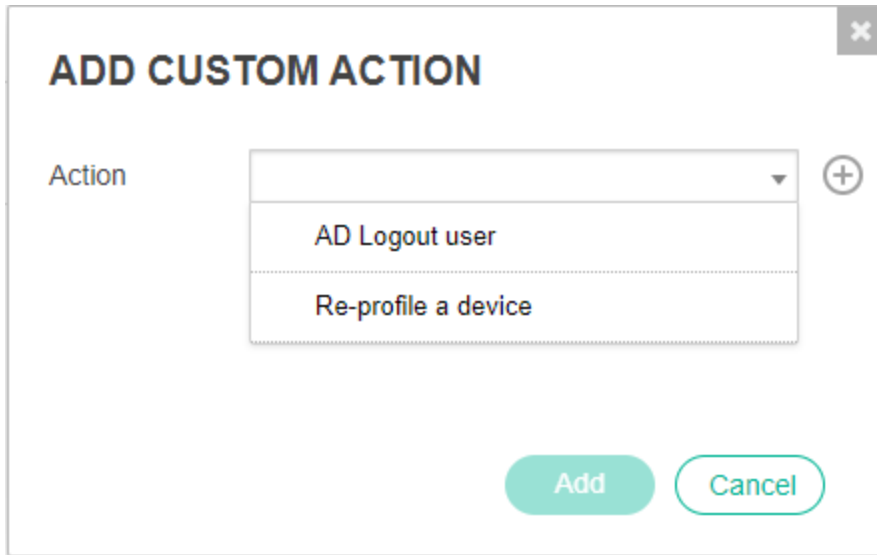 ADD CUSTOM ACTION
Action
AD Logout user
Re-profile a device
Add
Cancel